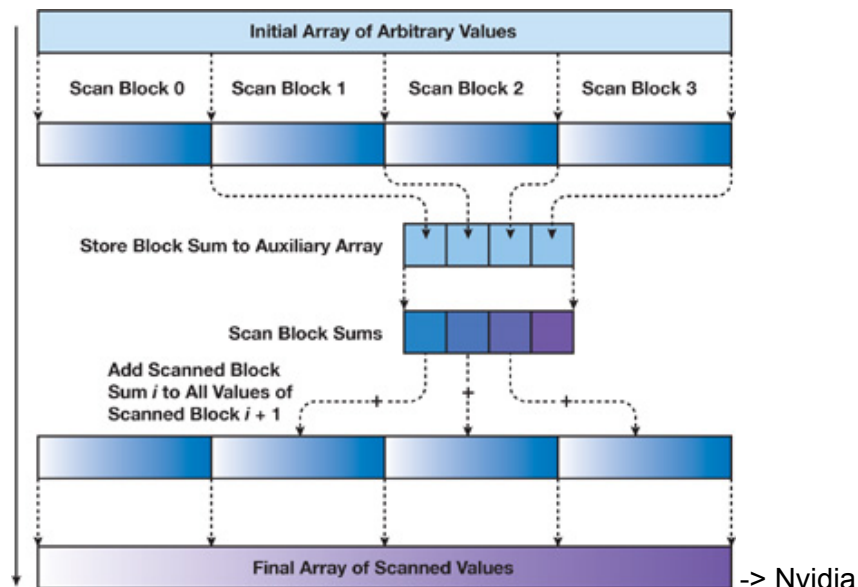 Initial Array of Arbitrary Values
Scan Block 0 Scan Block 1 Scan Block 2 Scan Block 3
Store Block Sum to Auxiliary Array
Scan Block Sums
Add Scanned Block
Sum i to All Values of
Scanned Block i + 1
+ + +
Final Array of Scanned Values
-> Nvidia